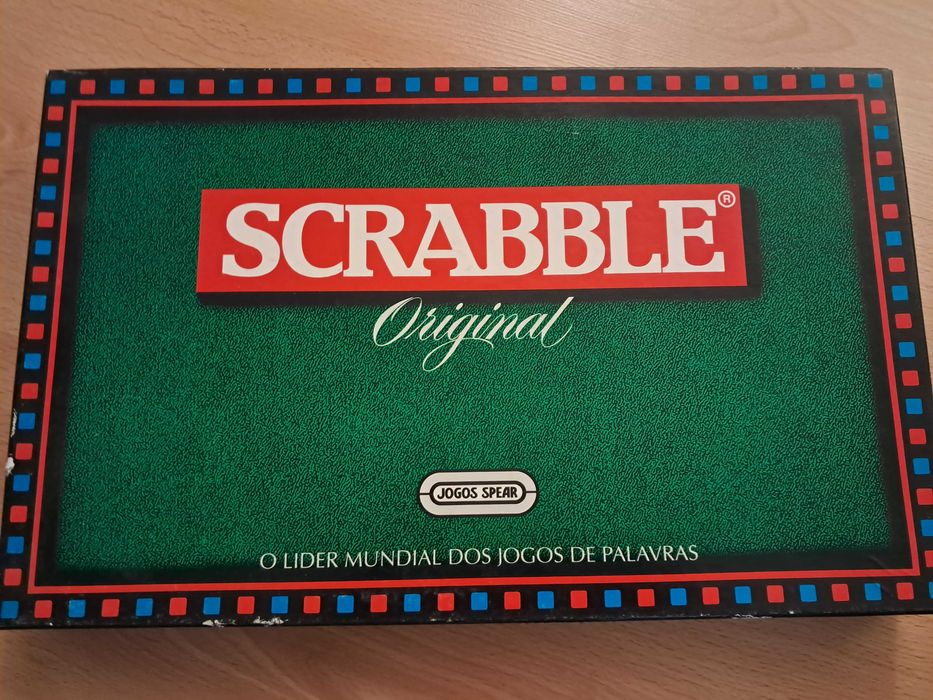 SCRABBLE®
Original
JOGOS SPEAR
O LIDER MUNDIAL DOS JOGOS DE PALAVRAS